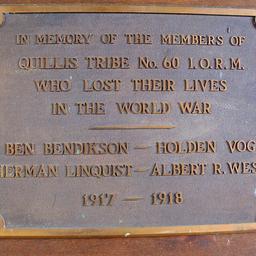 IN MEMORY OF THE MEMBERS OF
QUILLIS TRIBE No. 60 I.O.R.M.
WHO LOST THEIR LIVES
IN THE WORLD WAR
BEN BENDIKSON — HOLDEN VOG
HERMAN LINQUIST — ALBERT R. WES
1917 — 1918